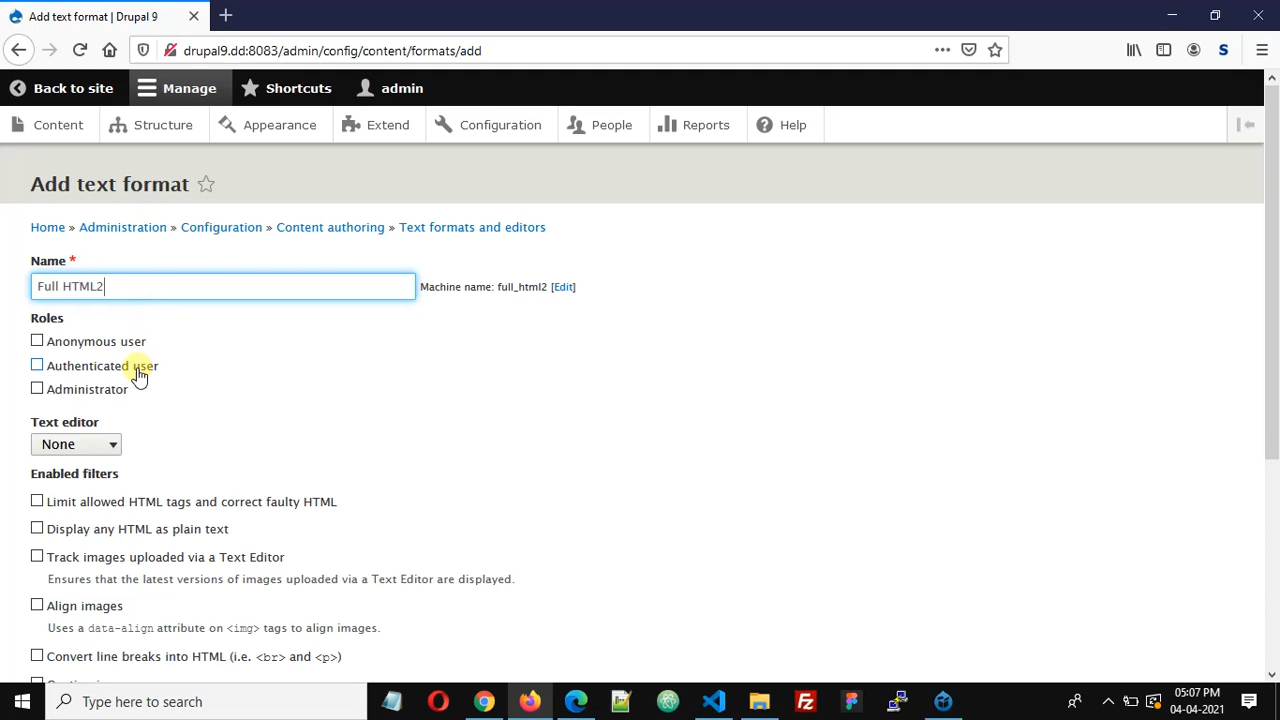 Add text format | Drupal 9
drupal9.dd:8083/admin/config/content/formats/add
Back to site
Manage
Shortcuts
admin
Content
Structure
Appearance
Extend
Configuration
People
Reports
Help
Add text format
Home » Administration » Configuration » Content authoring » Text formats and editors
Name *
Full HTML2
Machine name: full_html2 [Edit]
Roles
Anonymous user
Authenticated user
Administrator
Text editor
None
Enabled filters
Limit allowed HTML tags and correct faulty HTML
Display any HTML as plain text
Track images uploaded via a Text Editor
Ensures that the latest versions of images uploaded via a Text Editor are displayed.
Align images
Uses a data-align attribute on <img> tags to align images.
Convert line breaks into HTML (i.e. <br> and <p>)
Type here to search
05:07 PM
04-04-2021